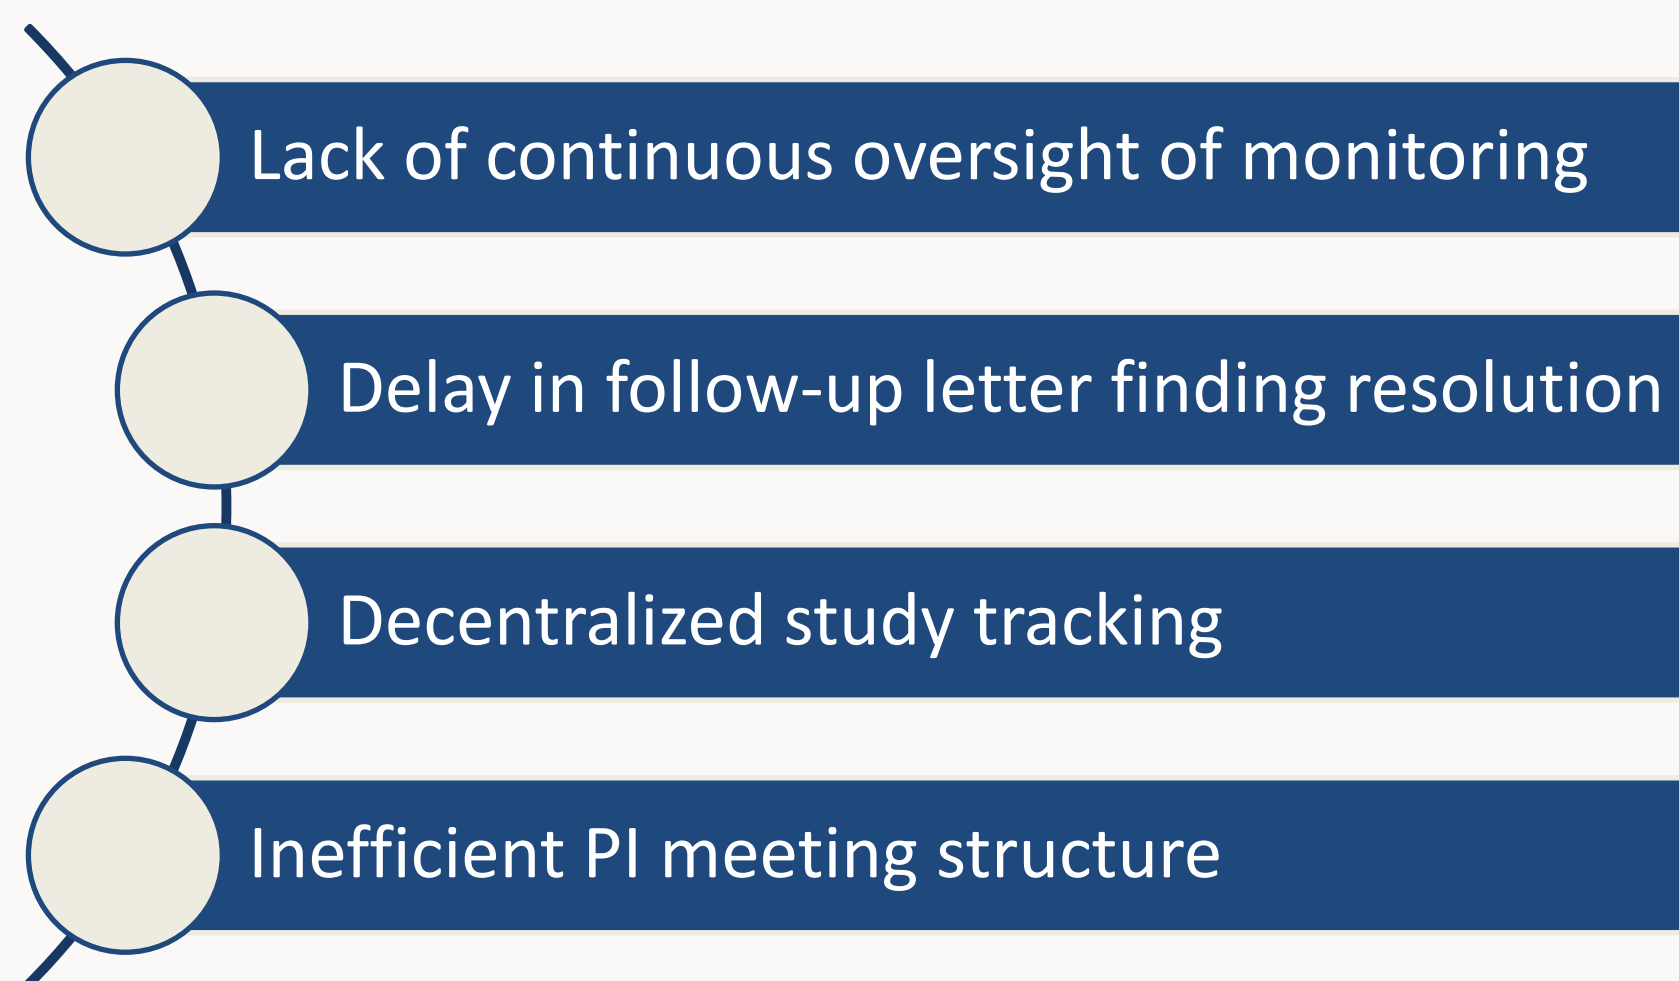 Lack of continuous oversight of monitoring
Delay in follow-up letter finding resolution
Decentralized study tracking
Inefficient PI meeting structure